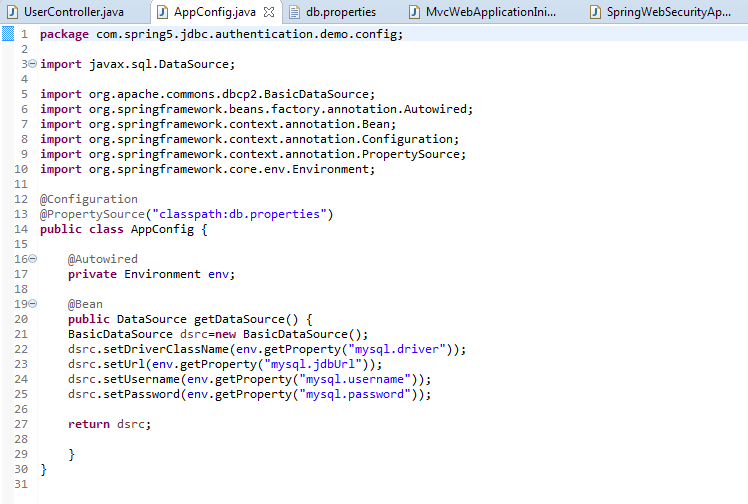 UserController.java AppConfig.java db.properties MvcWebApplicationIni... SpringWebSecurityAp...
1 package com.spring5.jdbc.authentication.demo.config;
2
3 import javax.sql.DataSource;
4
5 import org.apache.commons.dbcp2.BasicDataSource;
6 import org.springframework.beans.factory.annotation.Autowired;
7 import org.springframework.context.annotation.Bean;
8 import org.springframework.context.annotation.Configuration;
9 import org.springframework.context.annotation.PropertySource;
10 import org.springframework.core.env.Environment;
11
12 @Configuration
13 @PropertySource("classpath:db.properties")
14 public class AppConfig {
15
16 @Autowired
17 private Environment env;
18
19 @Bean
20 public DataSource getDataSource() {
21 BasicDataSource dsrc=new BasicDataSource();
22 dsrc.setDriverClassName(env.getProperty("mysql.driver"));
23 dsrc.setUrl(env.getProperty("mysql.jdbUrl"));
24 dsrc.setUsername(env.getProperty("mysql.username"));
25 dsrc.setPassword(env.getProperty("mysql.password"));
26
27 return dsrc;
28
29 }
30 }
31